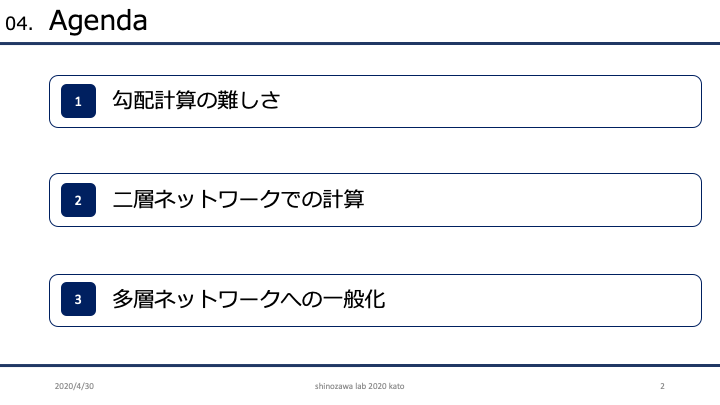 04. Agenda
1 勾配計算の難しさ
2 二層ネットワークでの計算
3 多層ネットワークへの一般化
2020/4/30 shinozawa lab 2020 kato 2